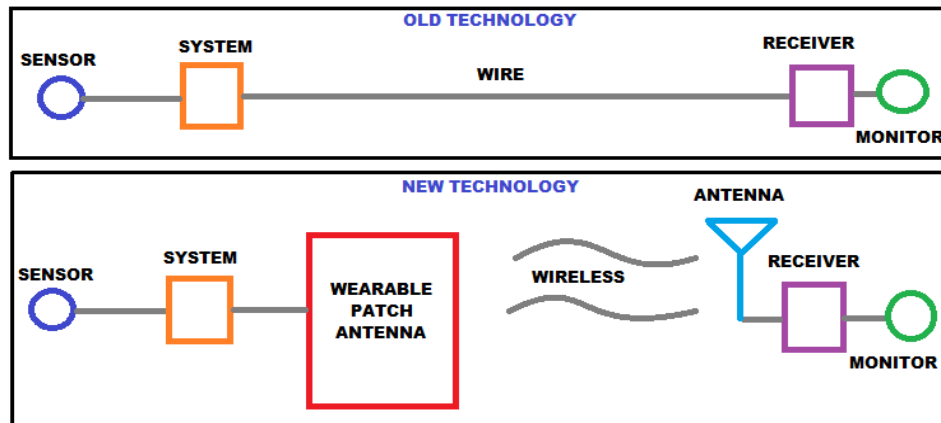 OLD TECHNOLOGY
SENSOR
SYSTEM
WIRE
RECEIVER
MONITOR
NEW TECHNOLOGY
SENSOR
SYSTEM
WEARABLE
PATCH
ANTENNA
WIRELESS
ANTENNA
RECEIVER
MONITOR